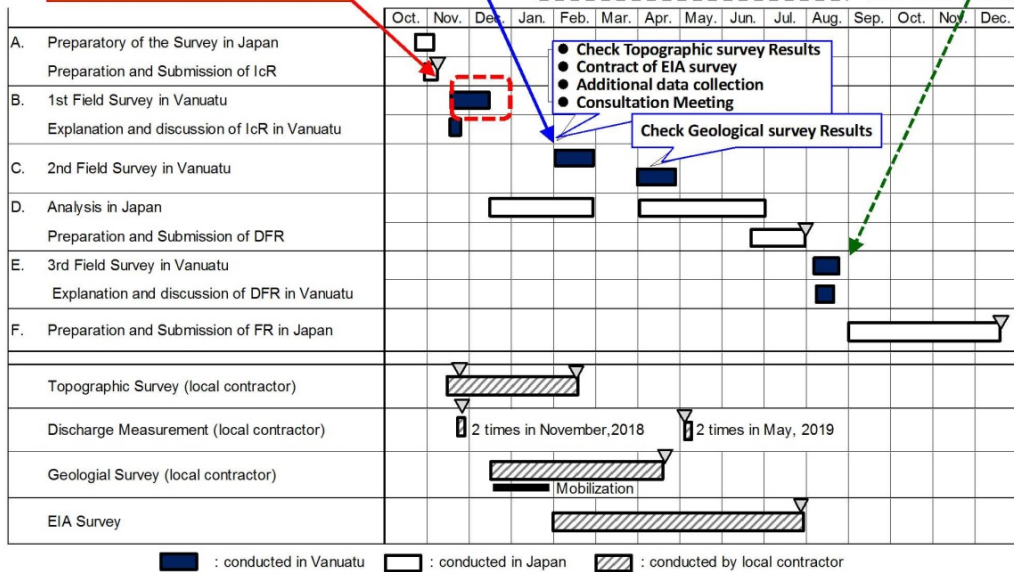 Oct. Nov. Dec. Jan. Feb. Mar. Apr. May. Jun. Jul. Aug. Sep. Oct. Nov. Dec.
A. Preparatory of the Survey in Japan
Preparation and Submission of IcR
B. 1st Field Survey in Vanuatu
Explanation and discussion of IcR in Vanuatu
● Check Topographic survey Results
● Contract of EIA survey
● Additional data collection
● Consultation Meeting
Check Geological survey Results
C. 2nd Field Survey in Vanuatu
D. Analysis in Japan
Preparation and Submission of DFR
E. 3rd Field Survey in Vanuatu
Explanation and discussion of DFR in Vanuatu
F. Preparation and Submission of FR in Japan
Topographic Survey (local contractor)
Discharge Measurement (local contractor) 2 times in November,2018 2 times in May, 2019
Geologial Survey (local contractor)
Mobilization
EIA Survey
: conducted in Vanuatu : conducted in Japan : conducted by local contractor